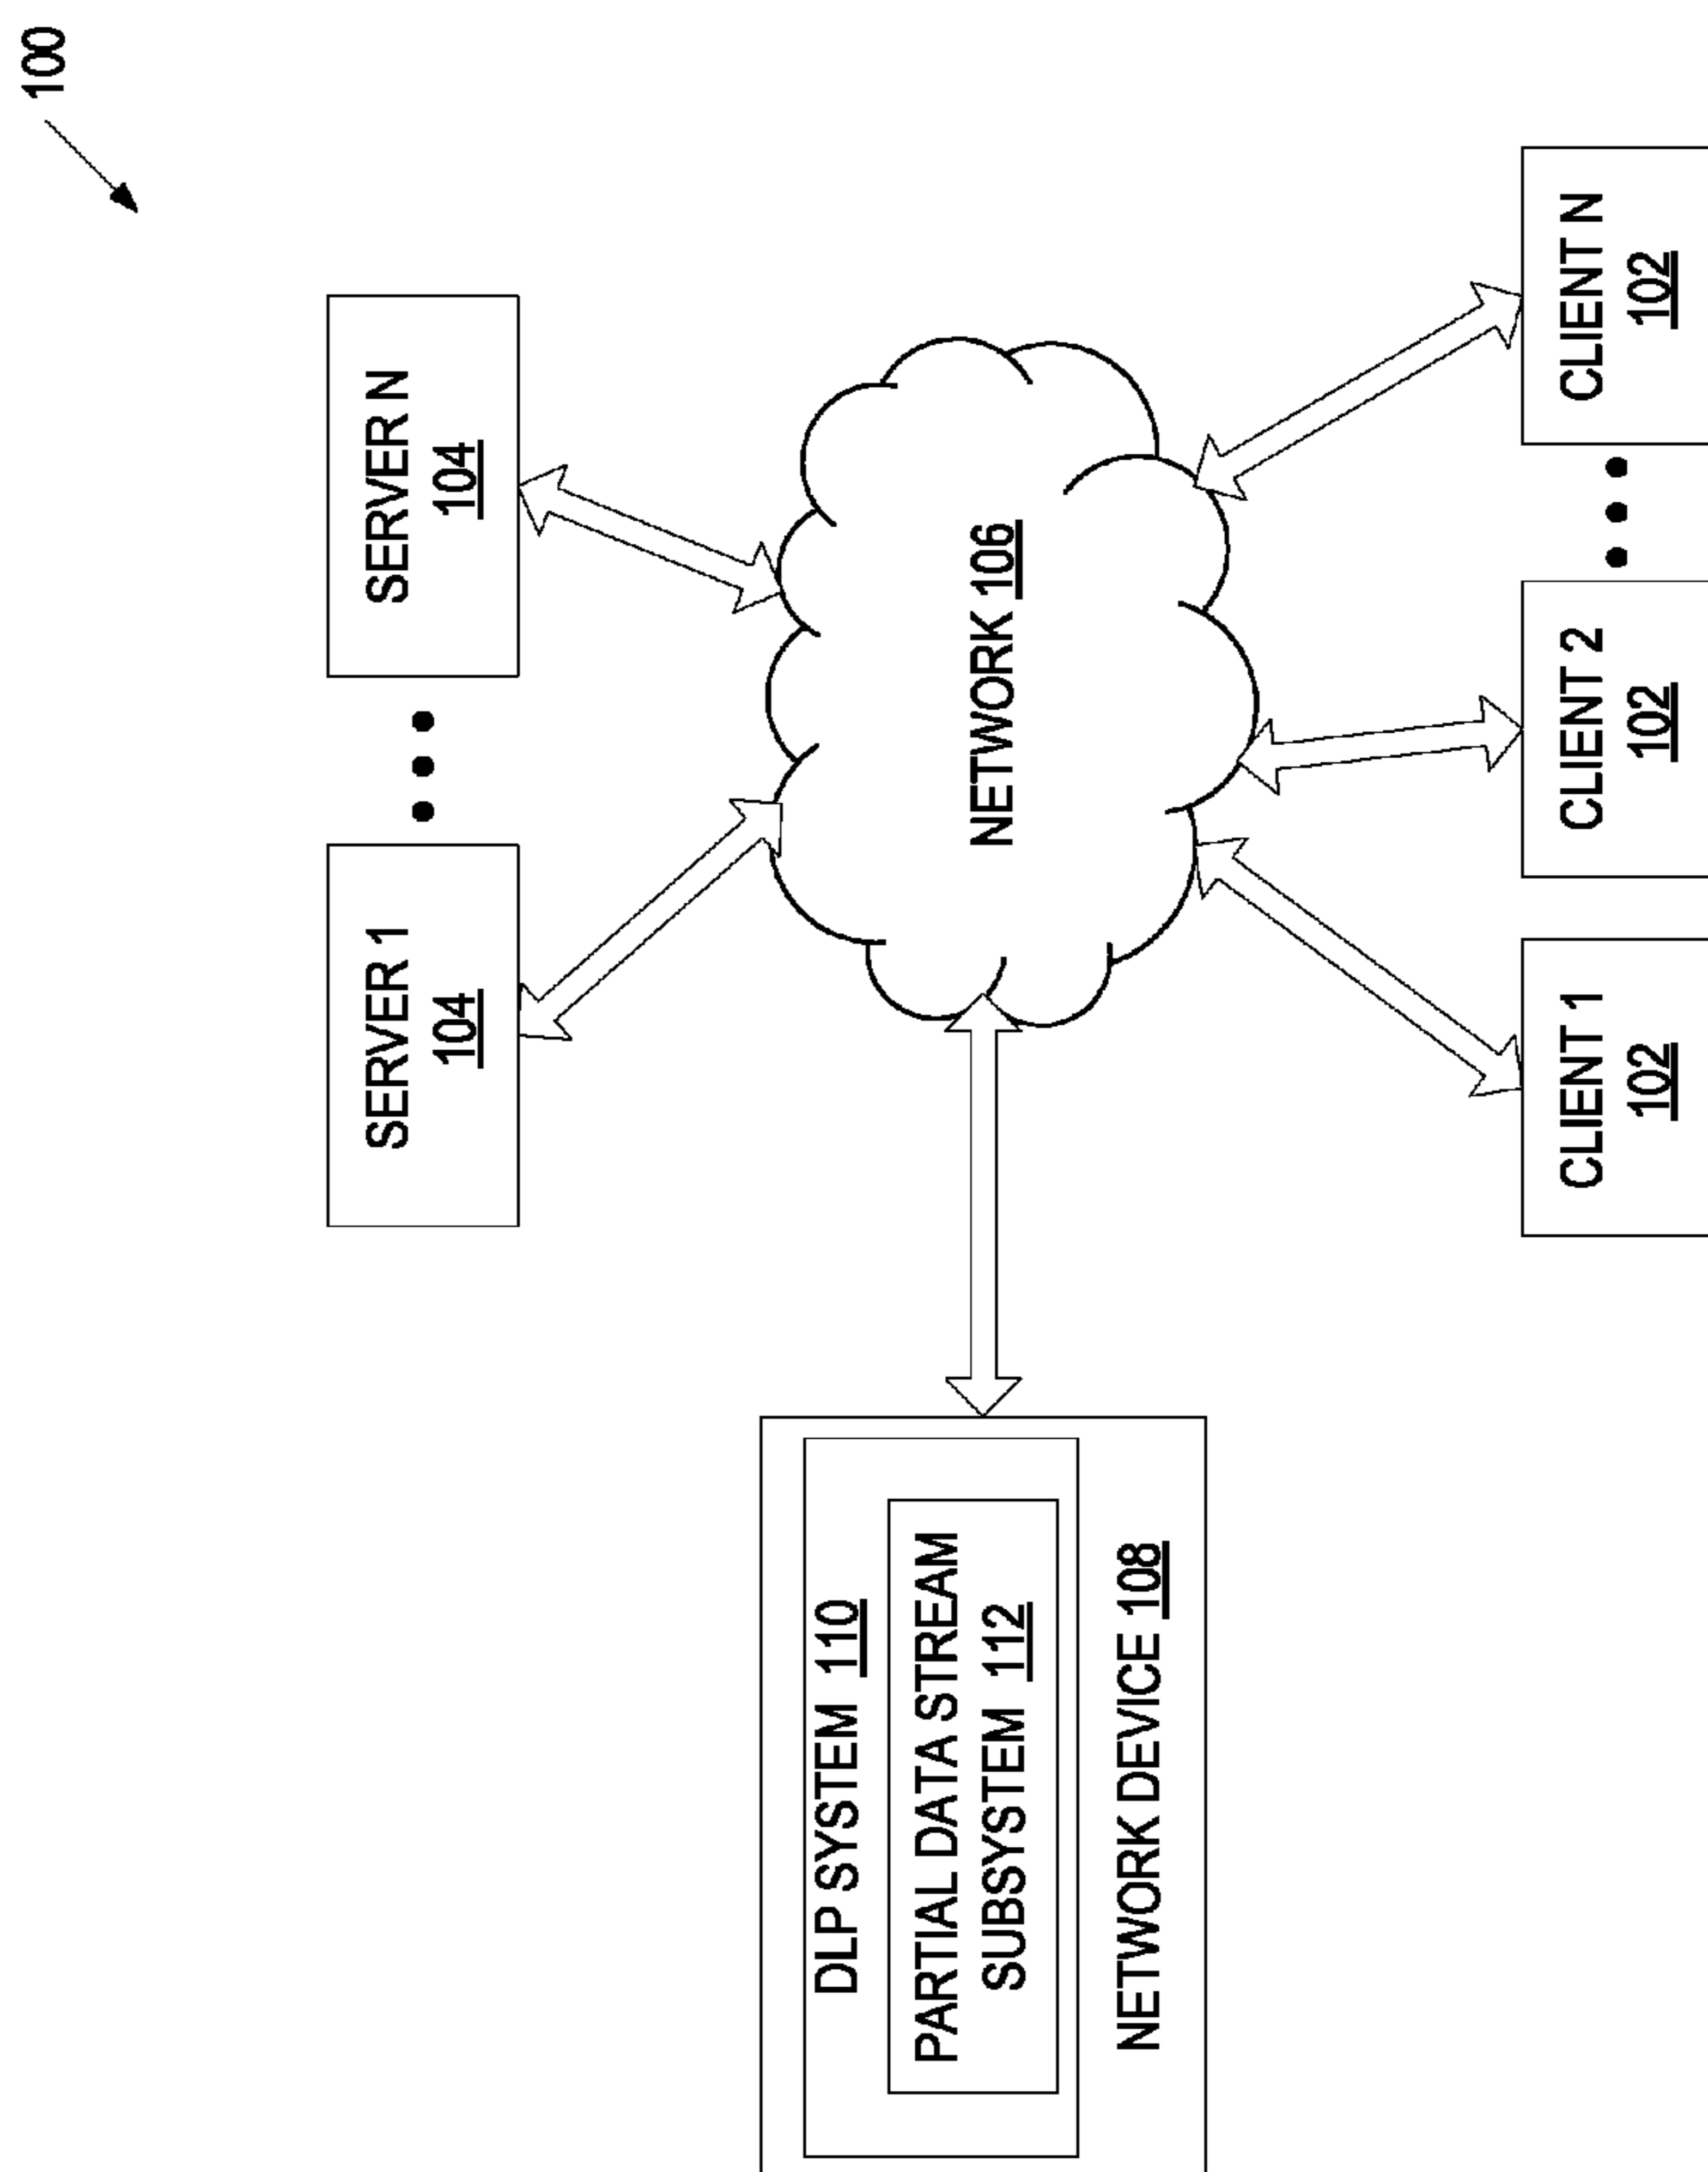 100
SERVER 1
104
SERVER N
104
DLP SYSTEM 110
PARTIAL DATA STREAM
SUBSYSTEM 112
NETWORK DEVICE 108
NETWORK 106
CLIENT 1
102
CLIENT 2
102
CLIENT N
102